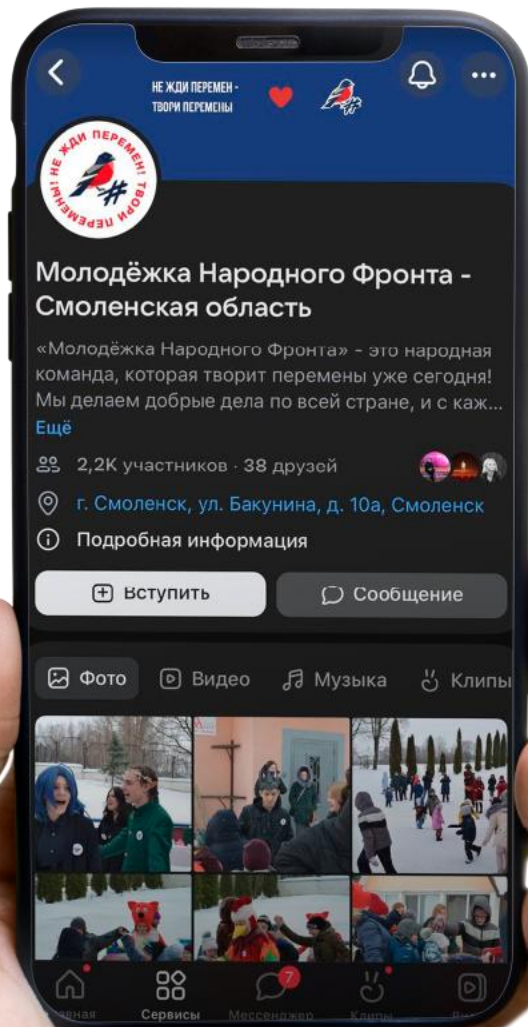 НЕ ЖДИ ПЕРЕМЕН -
ТВОРИ ПЕРЕМЕНЫ
НЕ ЖДИ ПЕРЕМЕН! ТВОРИ ПЕРЕМЕНЫ!
Молодёжка Народного Фронта -
Смоленская область
«Молодёжка Народного Фронта» - это народная
команда, которая творит перемены уже сегодня!
Мы делаем добрые дела по всей стране, и с каж...
Ещё
2,2K участников · 38 друзей
г. Смоленск, ул. Бакунина, д. 10а, Смоленск
Подробная информация
Вступить
Сообщение
Фото Видео Музыка Клипы
7
Сервисы Мессенджер Клипы